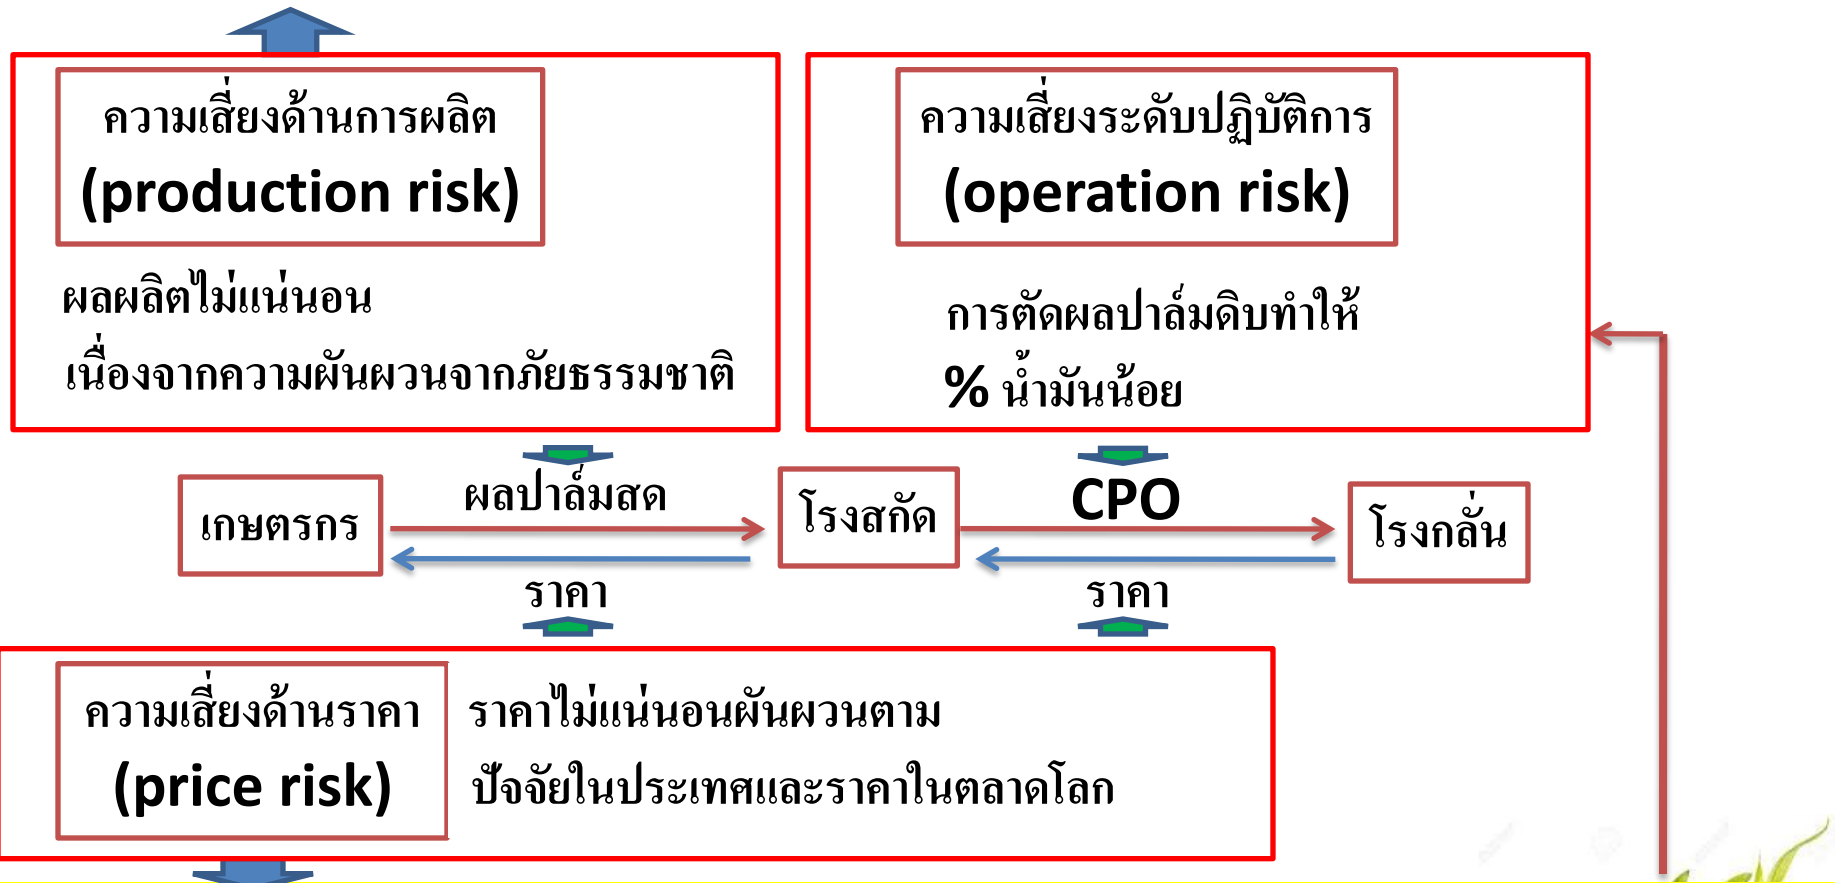 ความเสี่ยงด้านการผลิต
(production risk)
ผลผลิตไม่แน่นอน
เนื่องจากความผันผวนจากภัยธรรมชาติ
ความเสี่ยงระดับปฏิบัติการ
(operation risk)
การตัดผลปาล์มดิบทำให้
% น้ำมันน้อย
เกษตรกร
ผลปาล์มสด
โรงสกัด
CPO
โรงกลั่น
ราคา
ราคา
ความเสี่ยงด้านราคา
(price risk)
ราคาไม่แน่นอนผันผวนตาม
ปัจจัยในประเทศและราคาในตลาดโลก